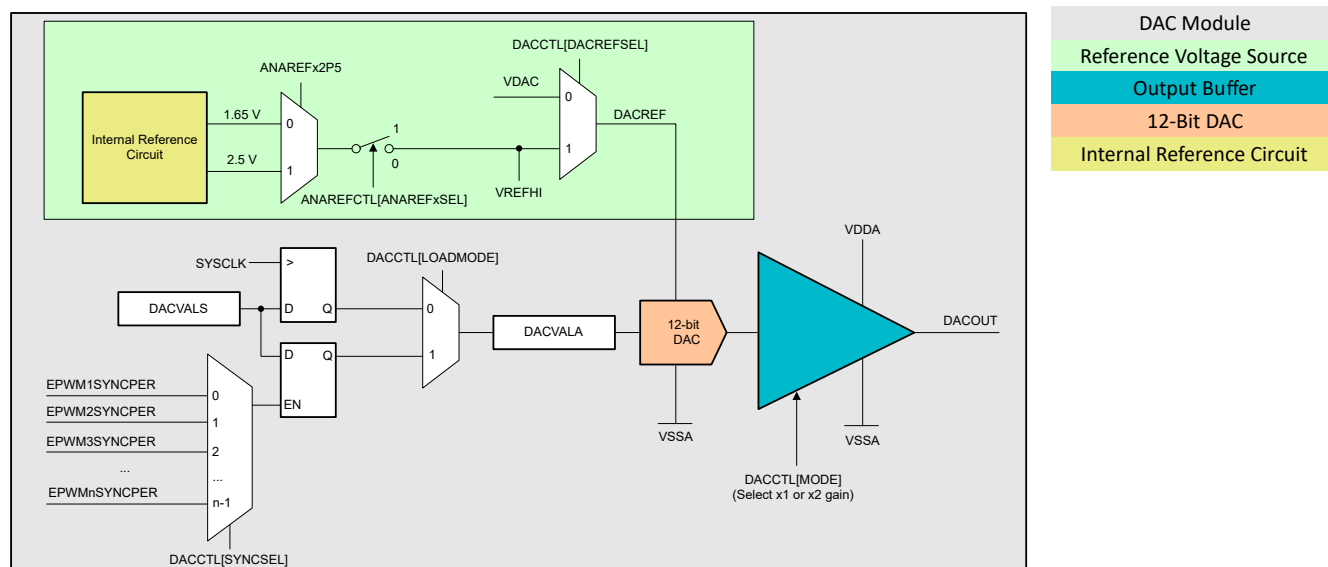 DACCTL[DACREFSEL]
ANAREFx2P5
VDAC
0
1.65 V
0
DACREF
Internal Reference
Circuit
1
2.5 V
1
0
1
ANAREFCTL[ANAREFxSEL]
VREFHI
VDDA
DACCTL[LOADMODE]
SYSCLK
>
DACVALS
D
Q
0
DACOUT
DACVALA
12-bit
DAC
D
Q
1
EPWM1SYNCPER
0
EN
EPWM2SYNCPER
1
EPWM3SYNCPER
2
VSSA
VSSA
...
...
EPWMnSYNCPER
n-1
DACCTL[MODE]
(Select x1 or x2 gain)
DACCTL[SYNCSEL]
DAC Module
Reference Voltage Source
Output Buffer
12-Bit DAC
Internal Reference Circuit